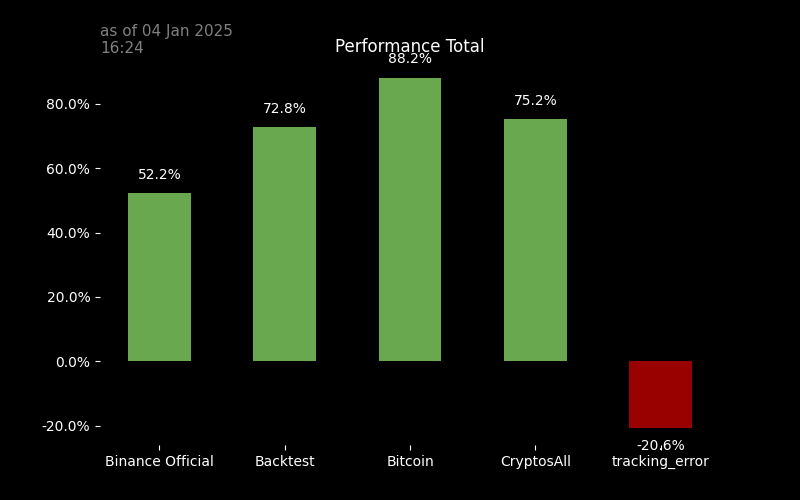 as of 04 Jan 2025
16:24
Performance Total
88.2%
80.0%
75.2%
72.8%
60.0%
52.2%
40.0%
20.0%
0.0%
-20.0%
-20.6%
Binance Official
Backtest
Bitcoin
CryptosAll
tracking_error